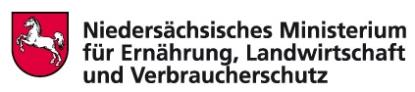 Niedersächsisches Ministerium
für Ernährung, Landwirtschaft
und Verbraucherschutz